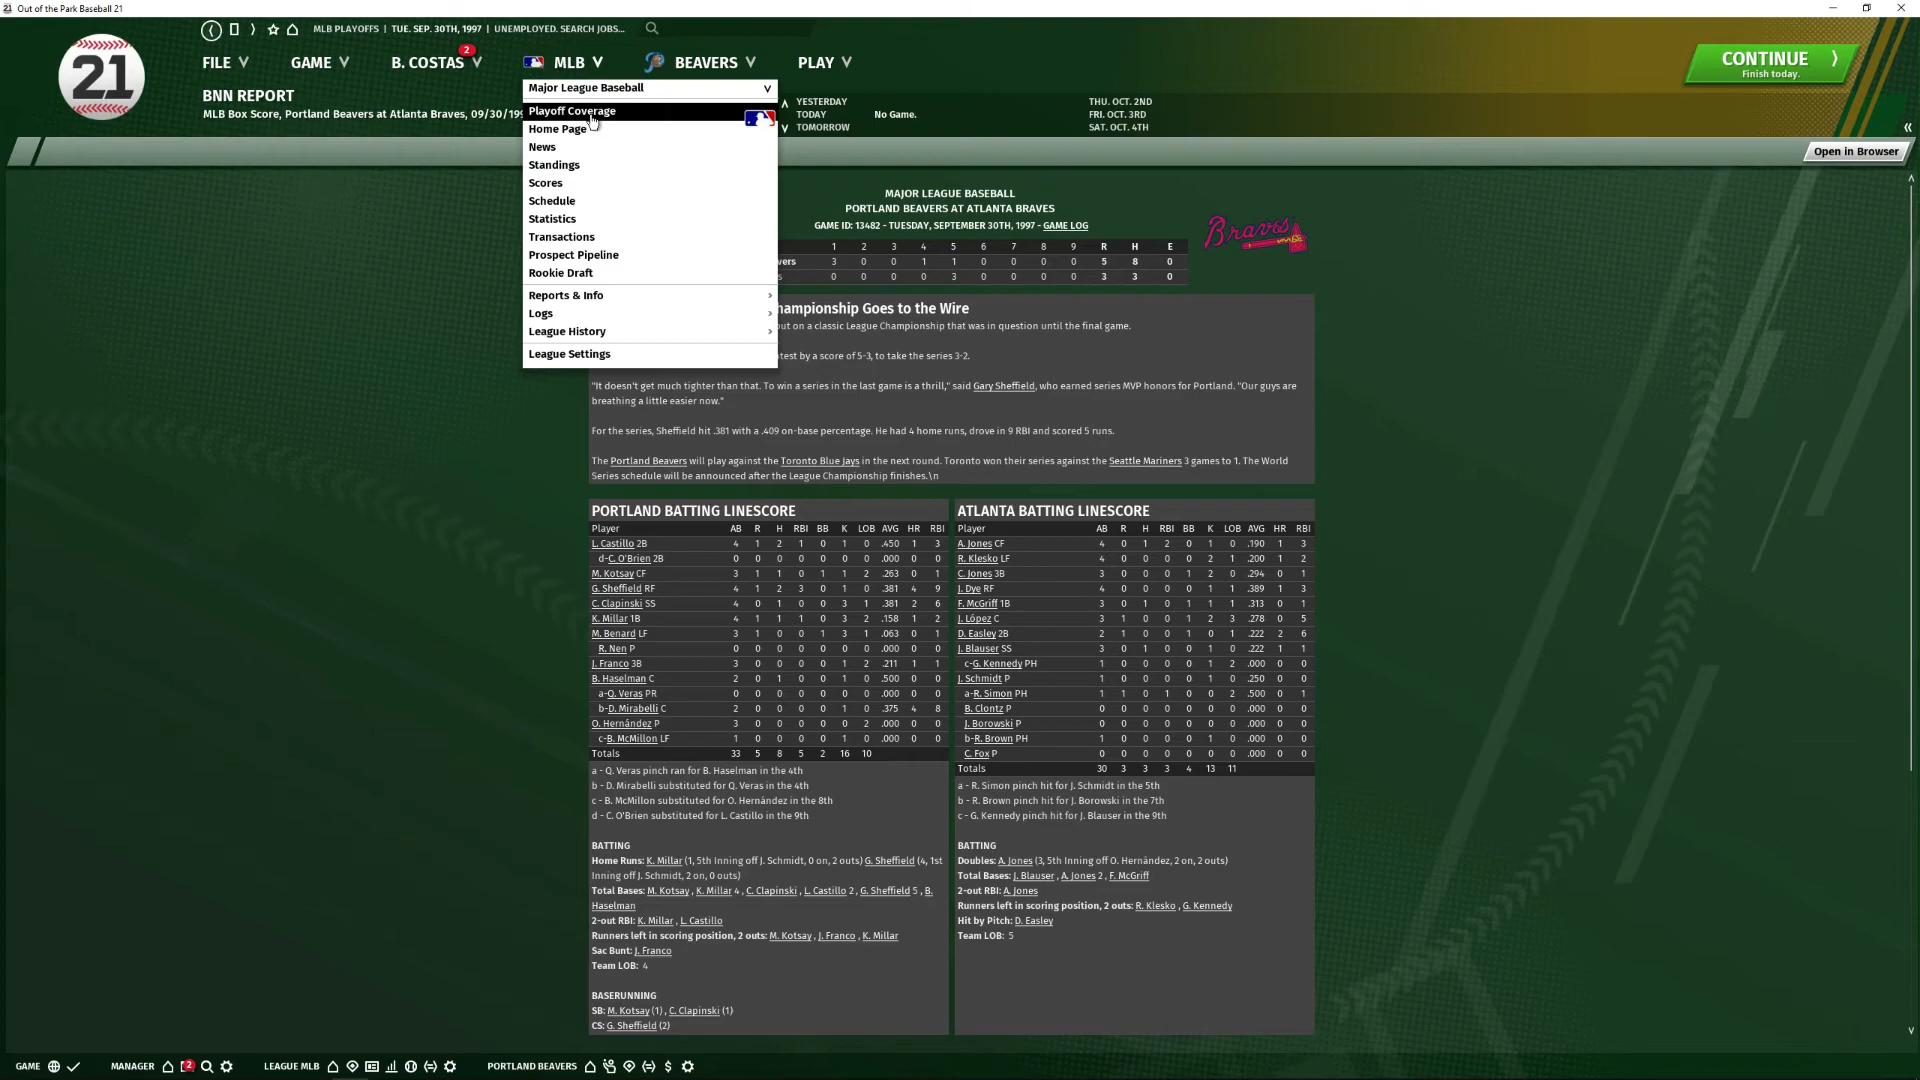 Out of the Park Baseball 21
MLB PLAYOFFS | TUE. SEP. 30TH, 1997 | UNEMPLOYED. SEARCH JOBS...
21
FILE GAME B. COSTAS 2 MLB BEAVERS PLAY
CONTINUE
Finish today.
BNN REPORT
MLB Box Score, Portland Beavers at Atlanta Braves, 09/30/199
Major League Baseball
Playoff Coverage
Home Page
News
Standings
Scores
Schedule
Statistics
Transactions
Prospect Pipeline
Rookie Draft
Reports & Info
Logs
League History
League Settings
YESTERDAY
TODAY No Game.
TOMORROW
THU. OCT. 2ND
FRI. OCT. 3RD
SAT. OCT. 4TH
Open in Browser
MAJOR LEAGUE BASEBALL
PORTLAND BEAVERS AT ATLANTA BRAVES
GAME ID: 13482 - TUESDAY, SEPTEMBER 30TH, 1997 - GAME LOG
Braves
1 2 3 4 5 6 7 8 9 R H E
vers 3 0 0 1 1 0 0 0 0 5 8 0
s 0 0 0 0 3 0 0 0 0 3 3 0
hampionship Goes to the Wire
out on a classic League Championship that was in question until the final game.
test by a score of 5-3, to take the series 3-2.
"It doesn't get much tighter than that. To win a series in the last game is a thrill," said Gary Sheffield, who earned series MVP honors for Portland. "Our guys are
breathing a little easier now."
For the series, Sheffield hit .381 with a .409 on-base percentage. He had 4 home runs, drove in 9 RBI and scored 5 runs.
The Portland Beavers will play against the Toronto Blue Jays in the next round. Toronto won their series against the Seattle Mariners 3 games to 1. The World
Series schedule will be announced after the League Championship finishes.\n
PORTLAND BATTING LINESCORE
Player AB R H RBI BB K LOB AVG HR RBI
L. Castillo 2B 4 1 2 1 0 1 0 .450 1 3
d-C. O'Brien 2B 0 0 0 0 0 0 0 .000 0 0
M. Kotsay CF 3 1 1 0 1 1 2 .263 0 1
G. Sheffield RF 4 1 2 3 0 1 0 .381 4 9
C. Clapinski SS 4 0 1 0 0 3 1 .381 2 6
K. Millar 1B 4 1 1 1 0 3 2 .158 1 2
M. Benard LF 3 1 0 0 1 3 1 .063 0 1
R. Nen P 0 0 0 0 0 0 0 .000 0 0
J. Franco 3B 3 0 0 0 0 1 2 .211 1 1
B. Haselman C 2 0 1 0 0 1 0 .500 0 0
a-Q. Veras PR 0 0 0 0 0 0 0 .000 0 0
b-D. Mirabelli C 2 0 0 0 0 1 0 .375 4 8
O. Hernández P 3 0 0 0 0 0 2 .000 0 0
c-B. McMillon LF 1 0 0 0 0 1 0 .000 0 0
Totals 33 5 8 5 2 16 10
a - Q. Veras pinch ran for B. Haselman in the 4th
b - D. Mirabelli substituted for Q. Veras in the 4th
c - B. McMillon substituted for O. Hernández in the 8th
d - C. O'Brien substituted for L. Castillo in the 9th
BATTING
Home Runs: K. Millar (1, 5th Inning off J. Schmidt, 0 on, 2 outs) G. Sheffield (4, 1st
Inning off J. Schmidt, 2 on, 0 outs)
Total Bases: M. Kotsay , K. Millar 4 , C. Clapinski , L. Castillo 2 , G. Sheffield 5 , B.
Haselman
2-out RBI: K. Millar , L. Castillo
Runners left in scoring position, 2 outs: M. Kotsay , J. Franco , K. Millar
Sac Bunt: J. Franco
Team LOB: 4
BASERUNNING
SB: M. Kotsay (1) , C. Clapinski (1)
CS: G. Sheffield (2)
ATLANTA BATTING LINESCORE
Player AB R H RBI BB K LOB AVG HR RBI
A. Jones CF 4 0 1 2 0 1 0 .190 1 3
R. Klesko LF 4 0 0 0 0 2 1 .200 1 2
C. Jones 3B 3 0 0 0 1 2 0 .294 0 1
J. Dye RF 4 0 0 0 0 1 1 .389 1 3
F. McGriff 1B 3 0 1 0 1 1 1 .313 0 1
J. López C 3 1 0 0 1 2 3 .278 0 5
D. Easley 2B 2 1 0 0 1 0 1 .222 2 6
J. Blauser SS 3 0 1 0 0 1 0 .222 1 1
c-G. Kennedy PH 1 0 0 0 0 1 2 .000 0 0
J. Schmidt P 1 0 0 0 0 1 0 .250 0 0
a-R. Simon PH 1 1 0 1 0 0 2 .500 0 1
B. Clontz P 0 0 0 0 0 0 0 .000 0 0
J. Borowski P 0 0 0 0 0 0 0 .000 0 0
b-R. Brown PH 1 0 0 0 0 1 0 .000 0 0
C. Fox P 0 0 0 0 0 0 0 .000 0 0
Totals 30 3 3 3 4 13 11
a - R. Simon pinch hit for J. Schmidt in the 5th
b - R. Brown pinch hit for J. Borowski in the 7th
c - G. Kennedy pinch hit for J. Blauser in the 9th
BATTING
Doubles: A. Jones (3, 5th Inning off O. Hernández, 2 on, 2 outs)
Total Bases: J. Blauser , A. Jones 2 , F. McGriff
2-out RBI: A. Jones
Runners left in scoring position, 2 outs: R. Klesko , G. Kennedy
Hit by Pitch: D. Easley
Team LOB: 5
GAME MANAGER 2 LEAGUE MLB PORTLAND BEAVERS $